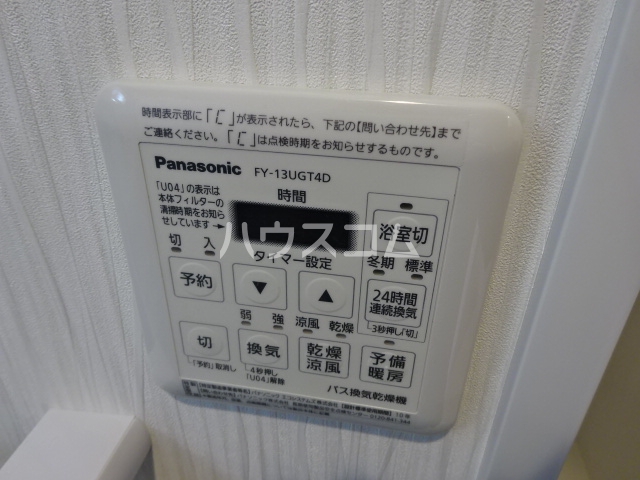 時間表示部に「[」が表示されたら、下記の【問い合わせ先】まで
ご連絡ください。「[」は点検時期をお知らせするものです。
Panasonic FY-13UGT4D
「U04」の表示は
本体フィルターの
清掃時期をお知ら
せしています
時間
浴室切
ハウスコム
切 入
タイマー設定
冬期 標準
予約
▼
▲
24時間
連続換気
3秒押し「切」
弱 強 涼風 乾燥
切
換気
乾燥
涼風
予備
暖房
「予約」取消し
4秒押し
「U04」解除
バス換気乾燥機